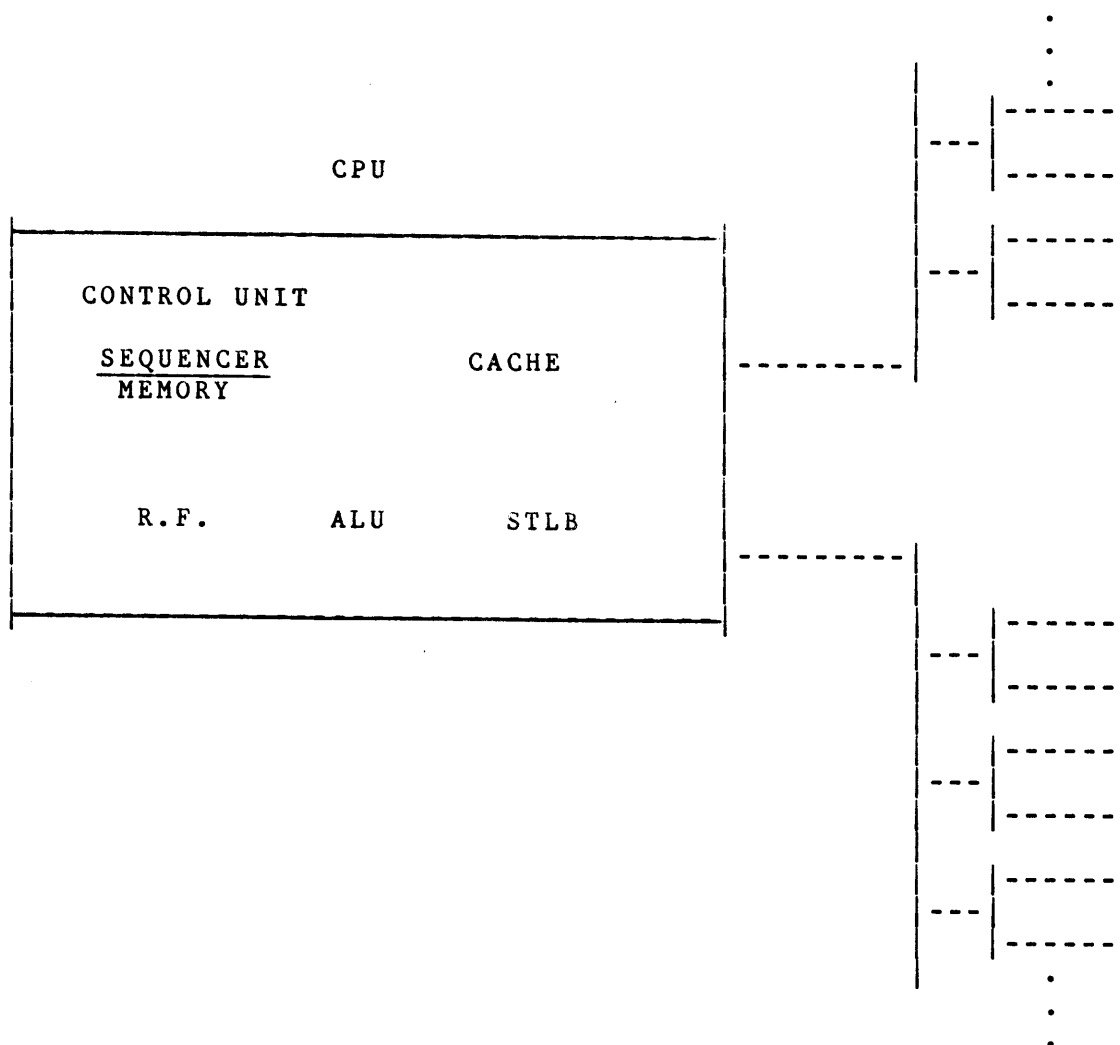 CPU
CONTROL UNIT
SEQUENCER
MEMORY
CACHE
R.F.
ALU
STLB